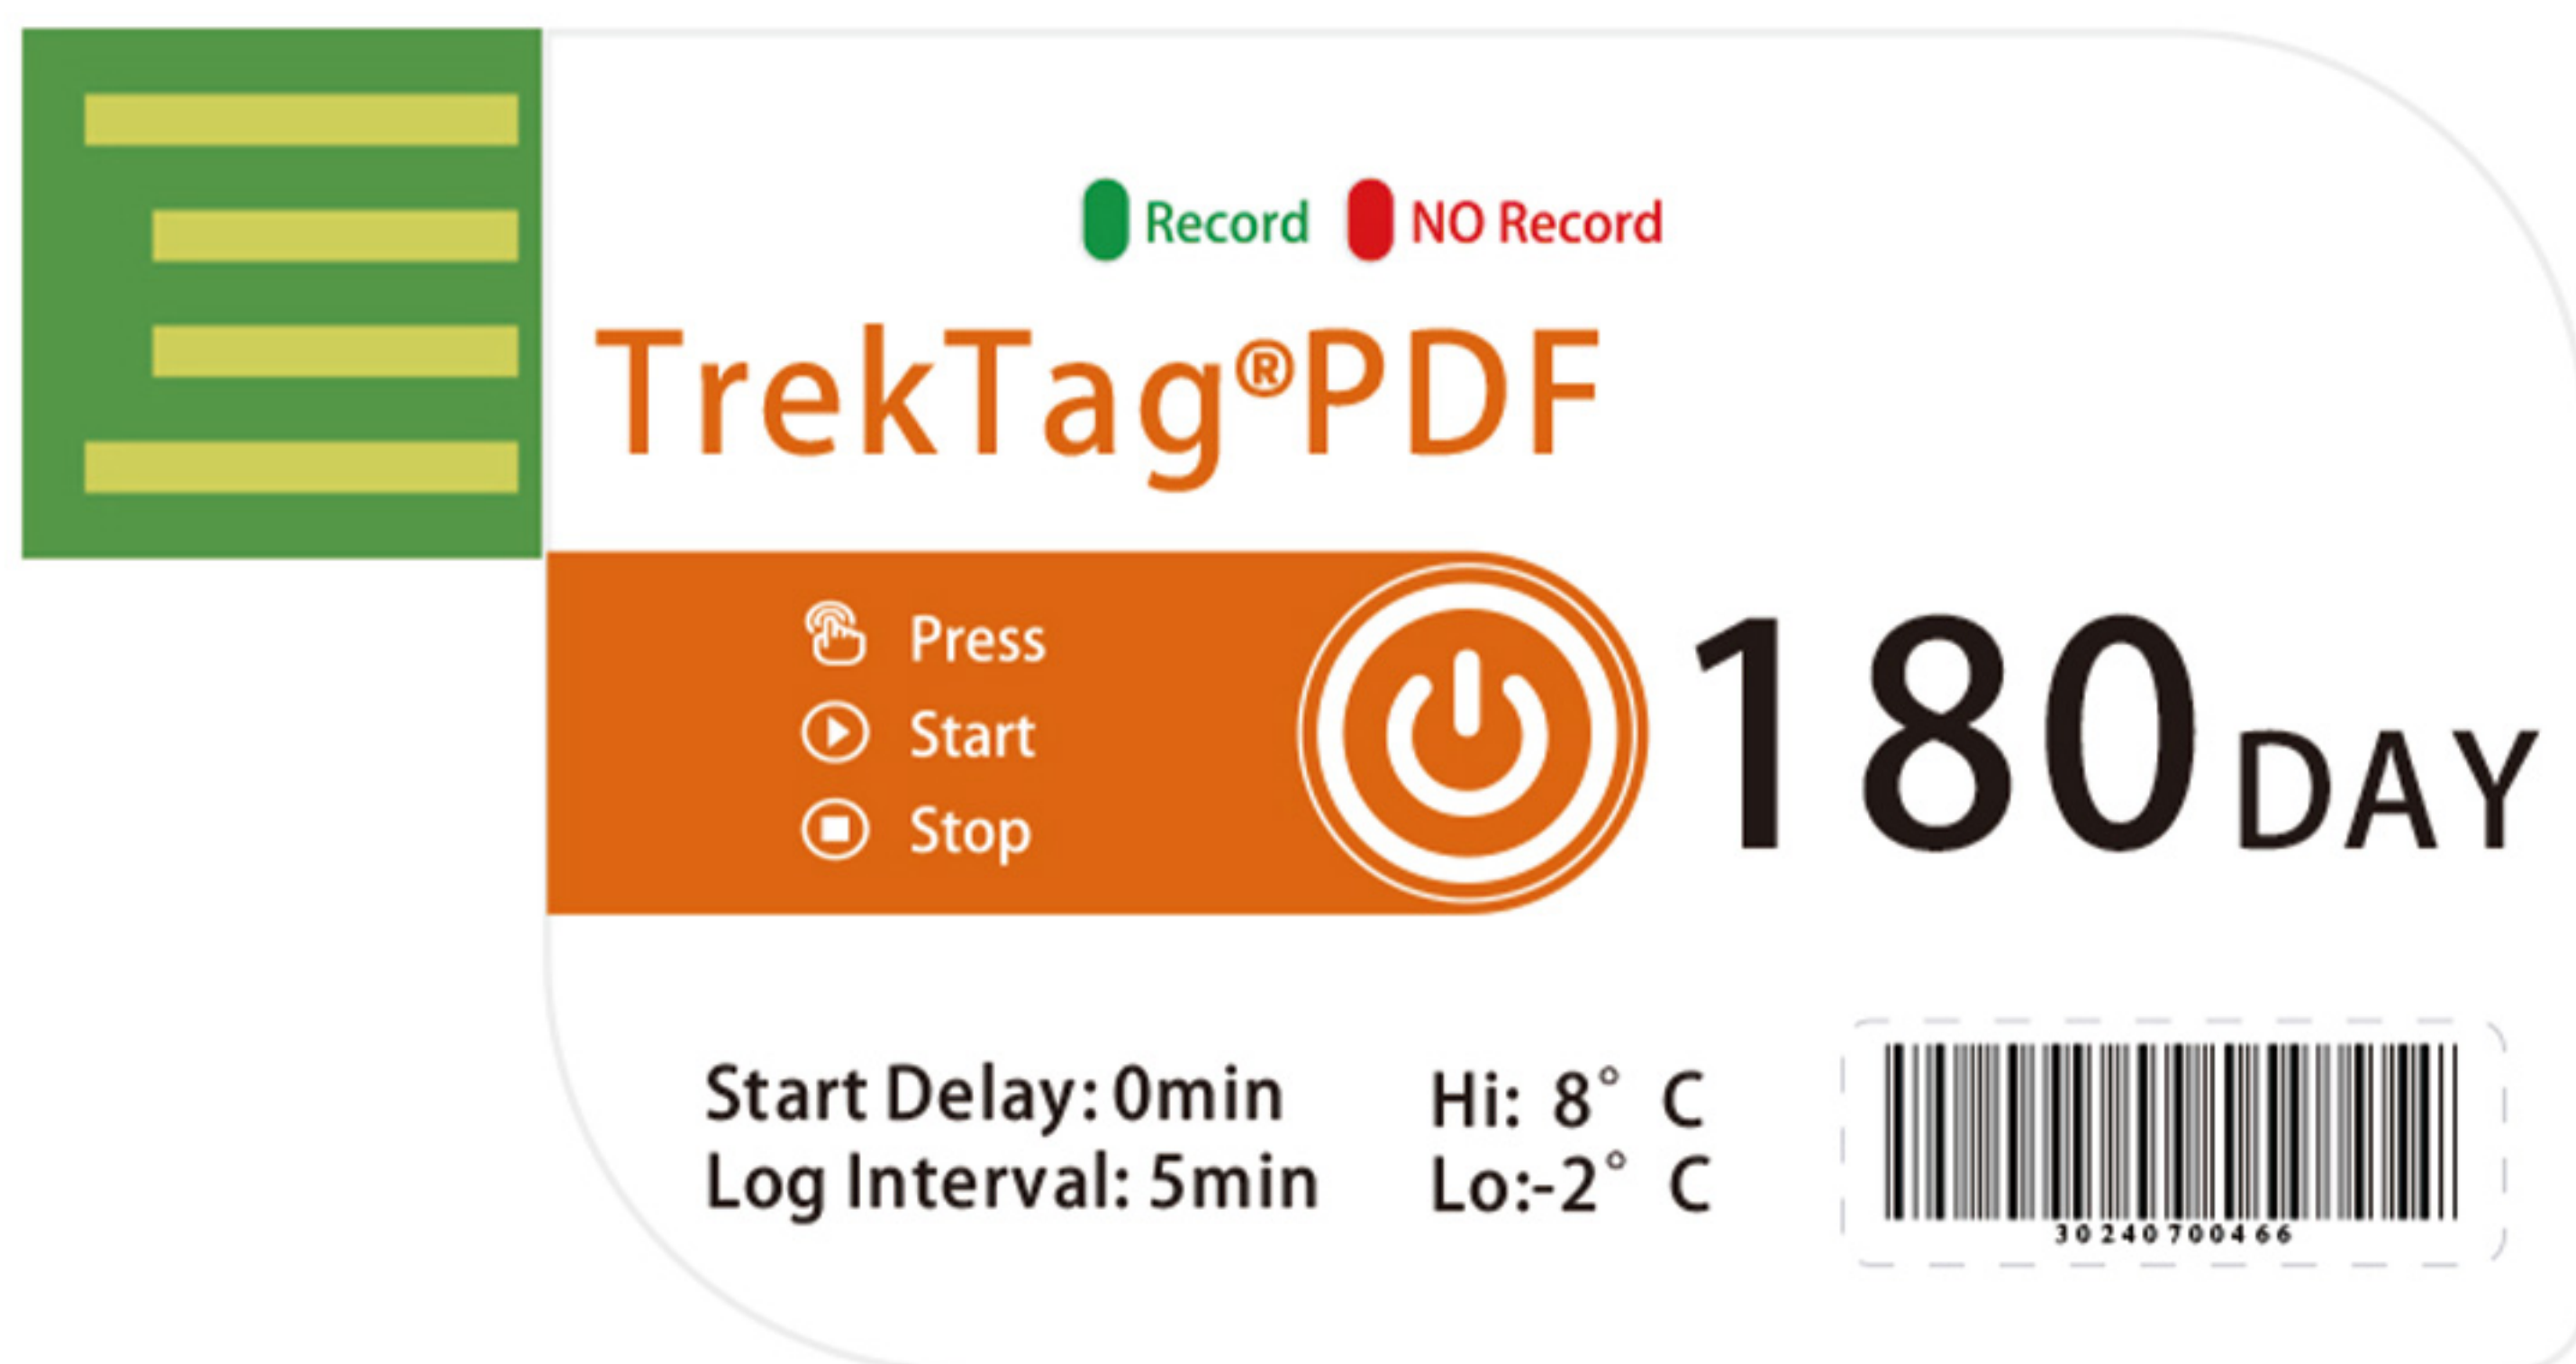 Record NO Record
TrekTag®PDF
Press
Start
Stop
180 DAY
Start Delay: 0min
Log Interval: 5min
Hi: 8° C
Lo:-2° C
30240700466